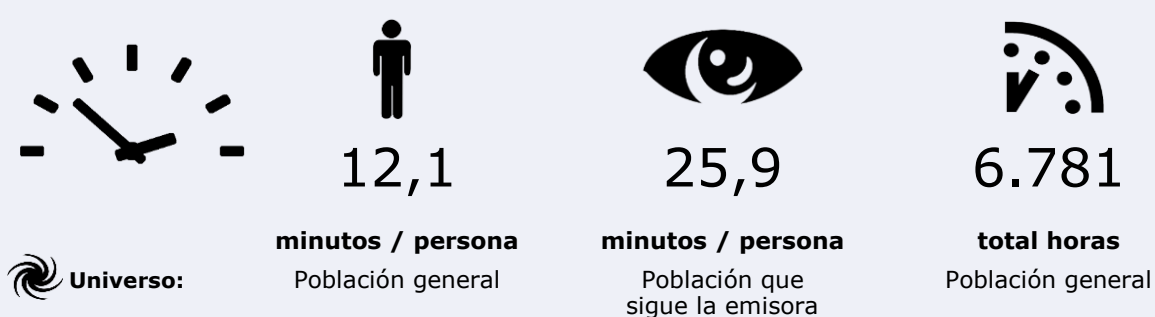 12,1
25,9
6.781
minutos / persona
minutos / persona
total horas
Universo:
Población general
Población que
sigue la emisora
Población general